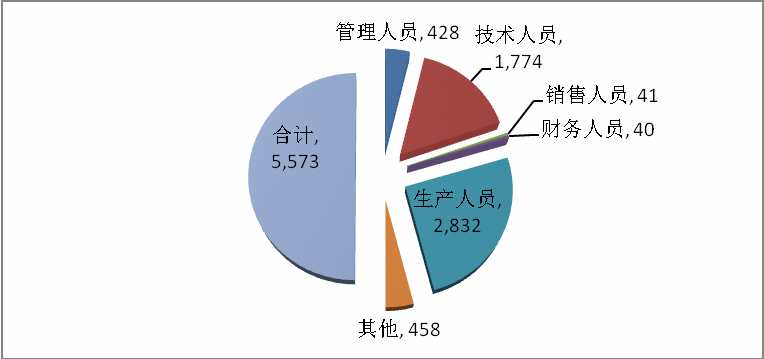 管理人员, 428
技术人员,
1,774
销售人员, 41
财务人员, 40
合计,
5,573
生产人员,
2,832
其他, 458